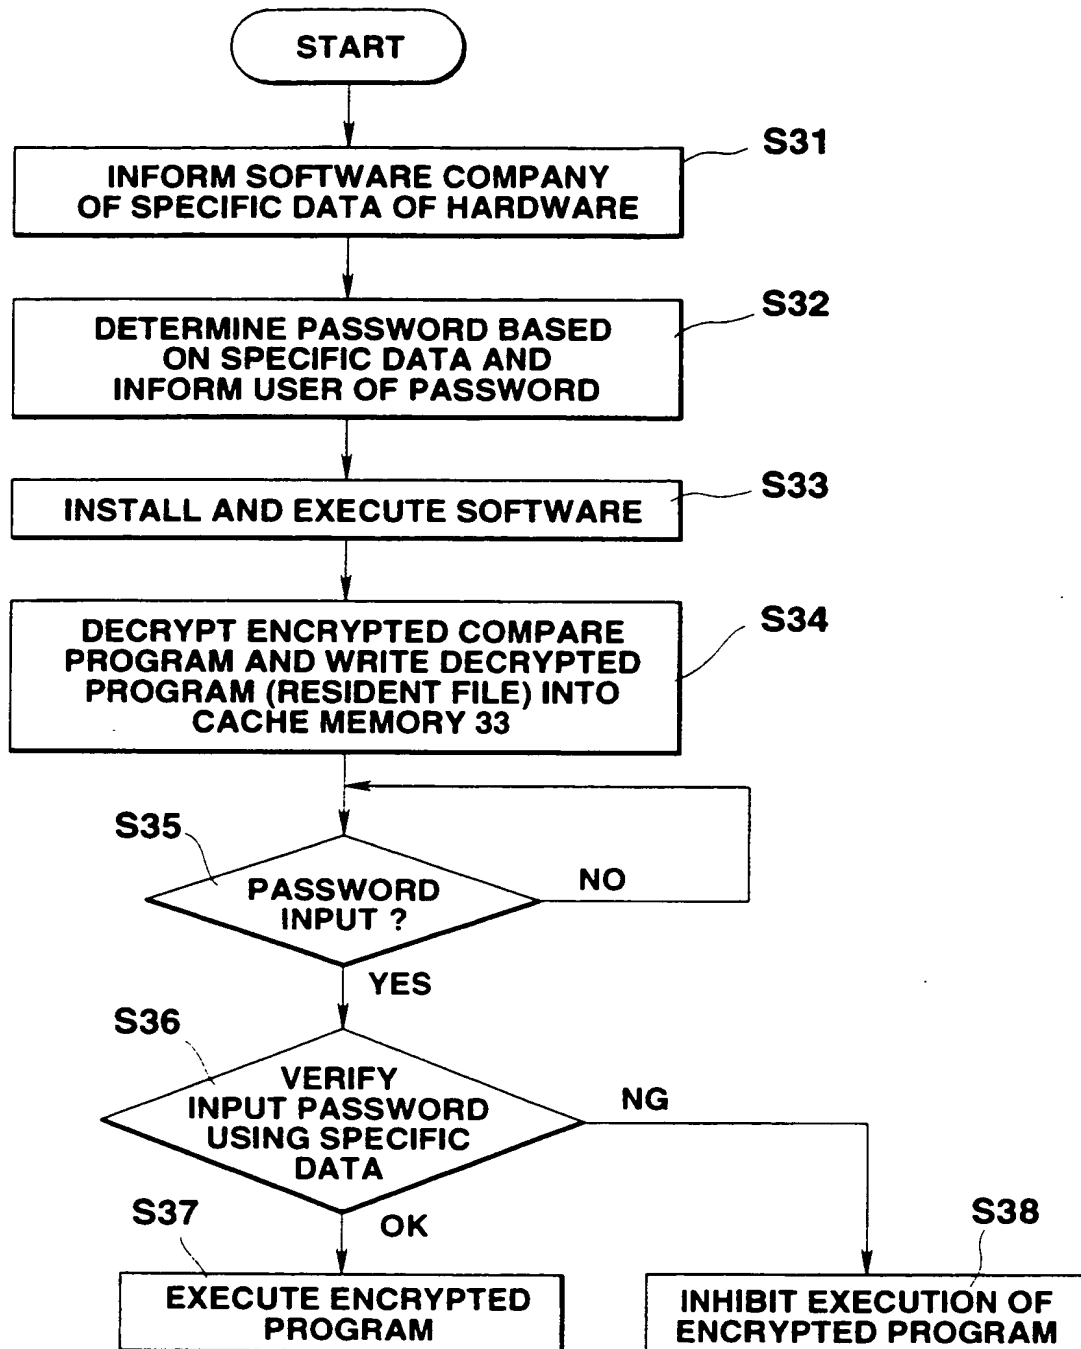 START
S31
INFORM SOFTWARE COMPANY
OF SPECIFIC DATA OF HARDWARE
S32
DETERMINE PASSWORD BASED
ON SPECIFIC DATA AND
INFORM USER OF PASSWORD
S33
INSTALL AND EXECUTE SOFTWARE
S34
DECRYPT ENCRYPTED COMPARE
PROGRAM AND WRITE DECRYPTED
PROGRAM (RESIDENT FILE) INTO
CACHE MEMORY 33
S35
PASSWORD
INPUT ?
NO
YES
S36
VERIFY
INPUT PASSWORD
USING SPECIFIC
DATA
NG
OK
S37
EXECUTE ENCRYPTED
PROGRAM
S38
INHIBIT EXECUTION OF
ENCRYPTED PROGRAM